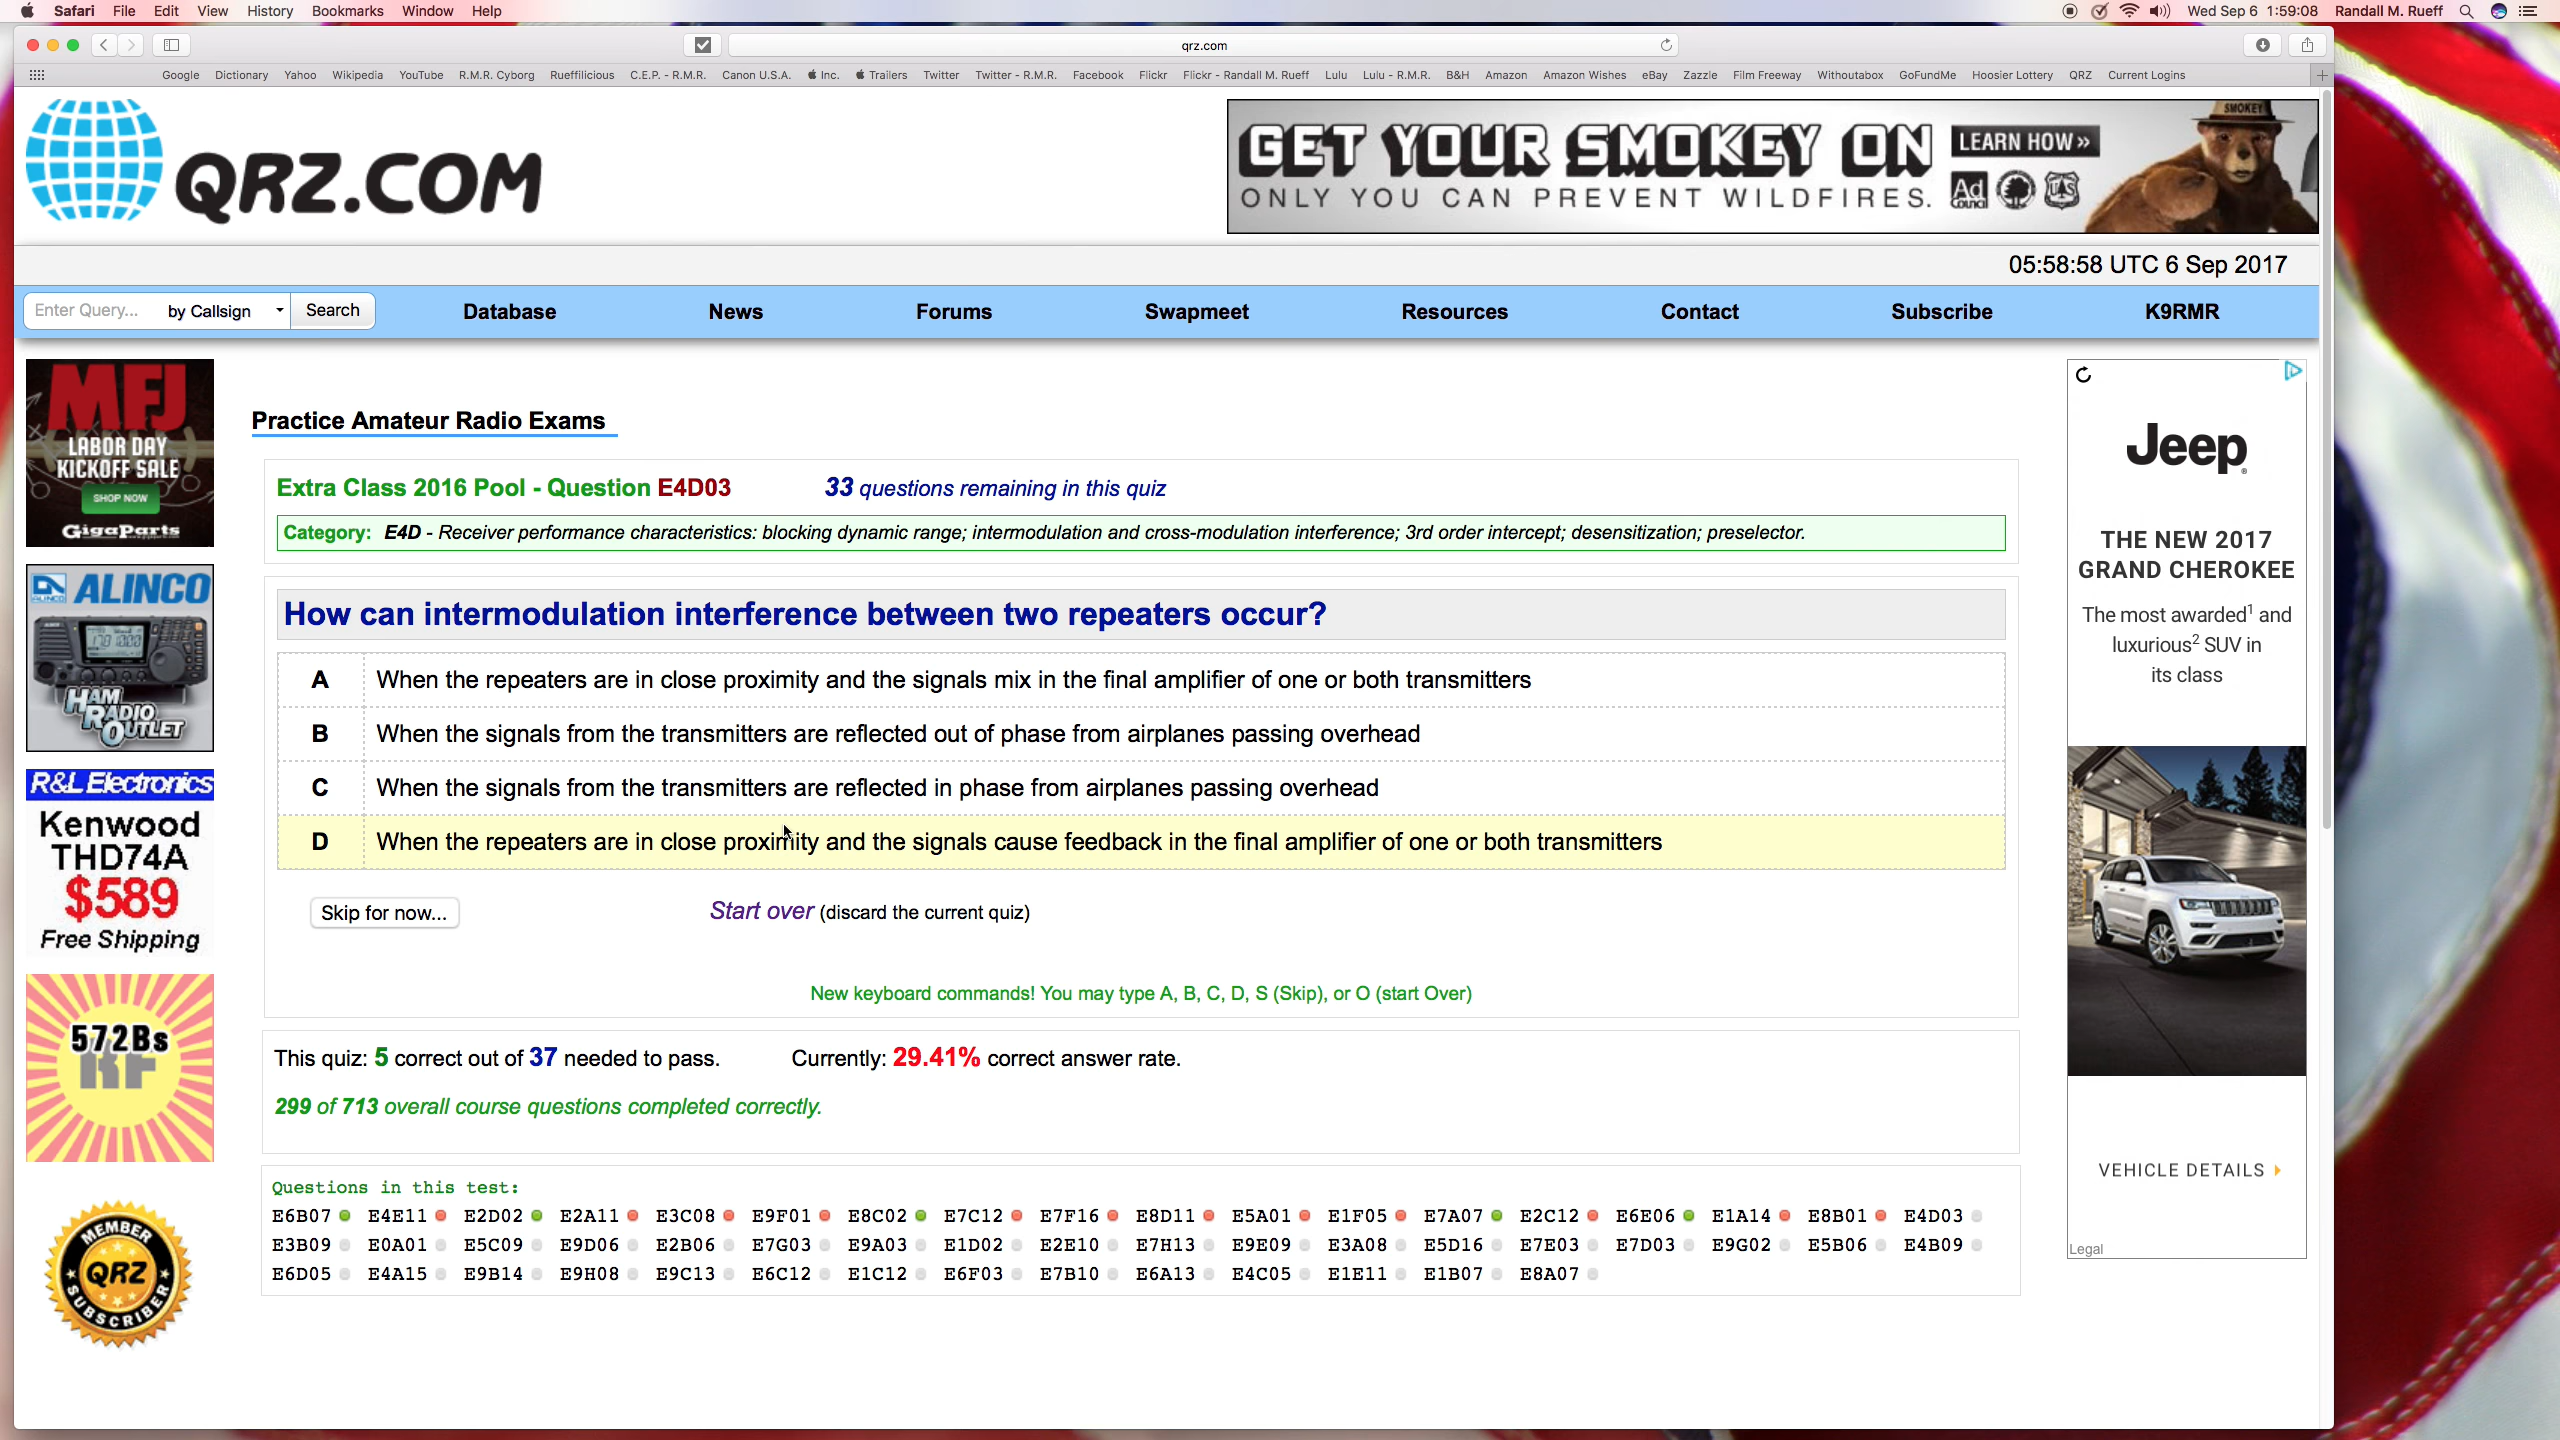 Safari File Edit View History Bookmarks Window Help Wed Sep 6 1:59:08 Randall M. Rueff
qrz.com
Google Dictionary Yahoo Wikipedia YouTube R.M.R. Cyborg Rueffilicious C.E.P. - R.M.R. Canon U.S.A. Inc. Trailers Twitter Twitter - R.M.R. Facebook Flickr Flickr - Randall M. Rueff Lulu Lulu - R.M.R. B&H Amazon Amazon Wishes eBay Zazzle Film Freeway Withoutabox GoFundMe Hoosier Lottery QRZ Current Logins
QRZ.COM
GET YOUR SMOKEY ON
ONLY YOU CAN PREVENT WILDFIRES.
LEARN HOW »
Ad Council
SMOKEY
05:58:58 UTC 6 Sep 2017
Enter Query... by Callsign Search Database News Forums Swapmeet Resources Contact Subscribe K9RMR
MFJ
LABOR DAY
KICKOFF SALE
SHOP NOW
GigaParts
ALINCO
HAM
RADIO
OUTLET
R&L Electronics
Kenwood
THD74A
$589
Free Shipping
572Bs
RF
MEMBER
QRZ
SUBSCRIBER
Practice Amateur Radio Exams
Extra Class 2016 Pool - Question E4D03 33 questions remaining in this quiz
Category: E4D - Receiver performance characteristics: blocking dynamic range; intermodulation and cross-modulation interference; 3rd order intercept; desensitization; preselector.
How can intermodulation interference between two repeaters occur?
A When the repeaters are in close proximity and the signals mix in the final amplifier of one or both transmitters
B When the signals from the transmitters are reflected out of phase from airplanes passing overhead
C When the signals from the transmitters are reflected in phase from airplanes passing overhead
D When the repeaters are in close proximity and the signals cause feedback in the final amplifier of one or both transmitters
Skip for now... Start over (discard the current quiz)
New keyboard commands! You may type A, B, C, D, S (Skip), or O (start Over)
This quiz: 5 correct out of 37 needed to pass. Currently: 29.41% correct answer rate.
299 of 713 overall course questions completed correctly.
Questions in this test:
E6B07 E4E11 E2D02 E2A11 E3C08 E9F01 E8C02 E7C12 E7F16 E8D11 E5A01 E1F05 E7A07 E2C12 E6E06 E1A14 E8B01 E4D03
E3B09 E0A01 E5C09 E9D06 E2B06 E7G03 E9A03 E1D02 E2E10 E7H13 E9E09 E3A08 E5D16 E7E03 E7D03 E9G02 E5B06 E4B09
E6D05 E4A15 E9B14 E9H08 E9C13 E6C12 E1C12 E6F03 E7B10 E6A13 E4C05 E1E11 E1B07 E8A07
Jeep
THE NEW 2017
GRAND CHEROKEE
The most awarded1 and
luxurious2 SUV in
its class
VEHICLE DETAILS
Legal